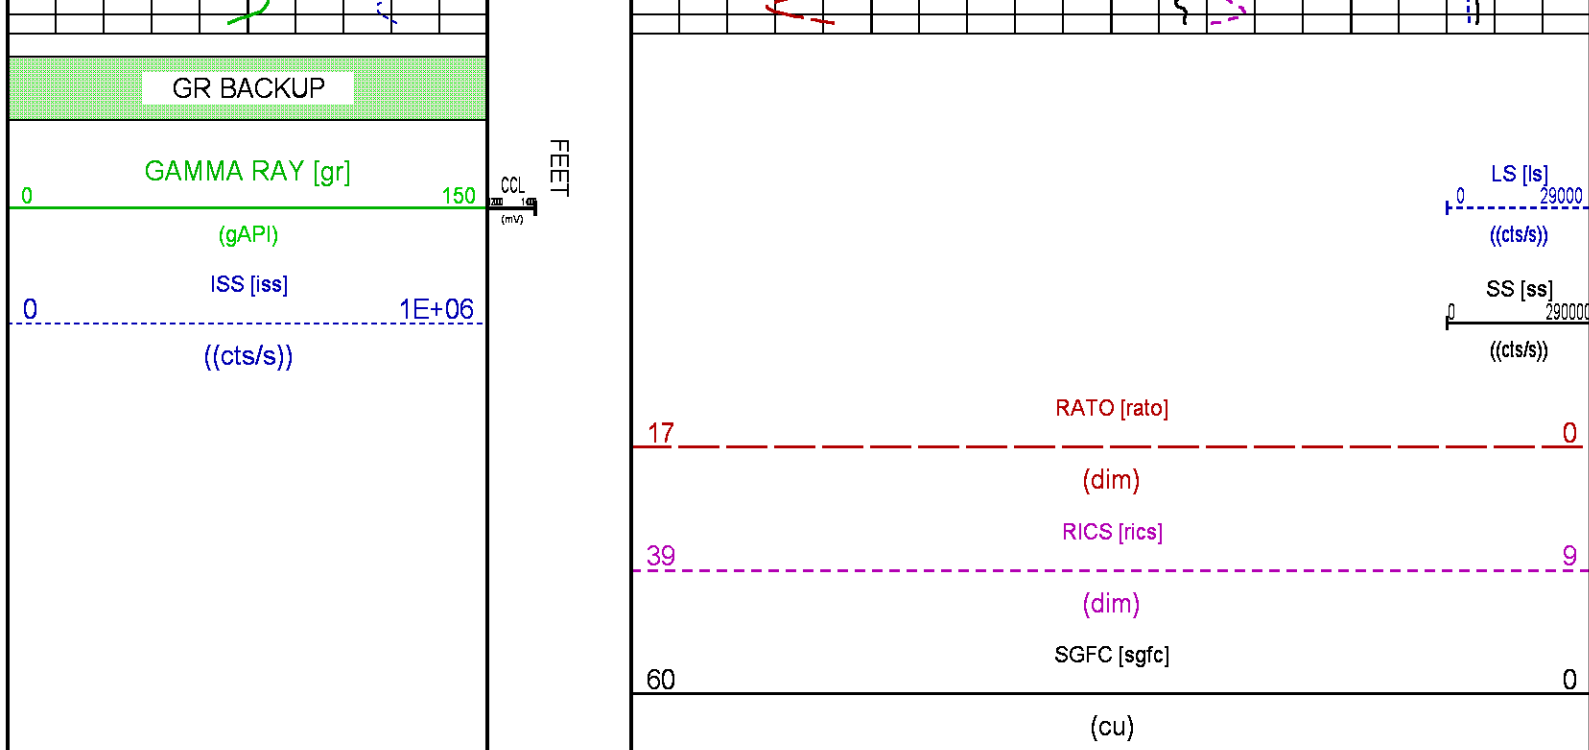 GR BACKUP
FEET
GAMMA RAY [gr]
0 150
(gAPI)
CCL
(mV)
LS [ls]
0 29000
((cts/s))
ISS [iss]
0 1E+06
((cts/s))
SS [ss]
0 290000
((cts/s))
RATO [rato]
17 0
(dim)
RICS [rics]
39 9
(dim)
SGFC [sgfc]
60 0
(cu)